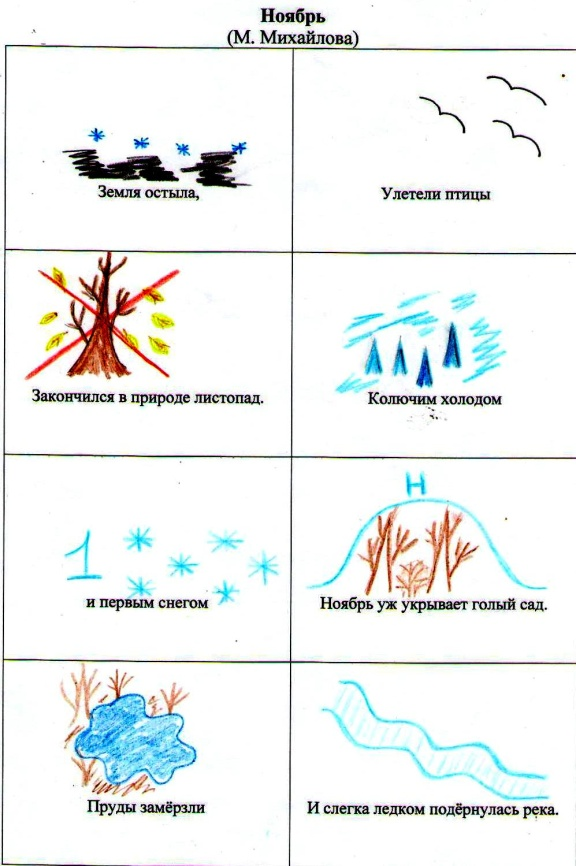 Ноябрь
(М. Михайлова)
Земля остыла,
Улетели птицы
Закончился в природе листопад.
Колючим холодом
1
и первым снегом
Н
Ноябрь уж укрывает голый сад.
Пруды замёрзли
И слегка ледком подёрнулась река.